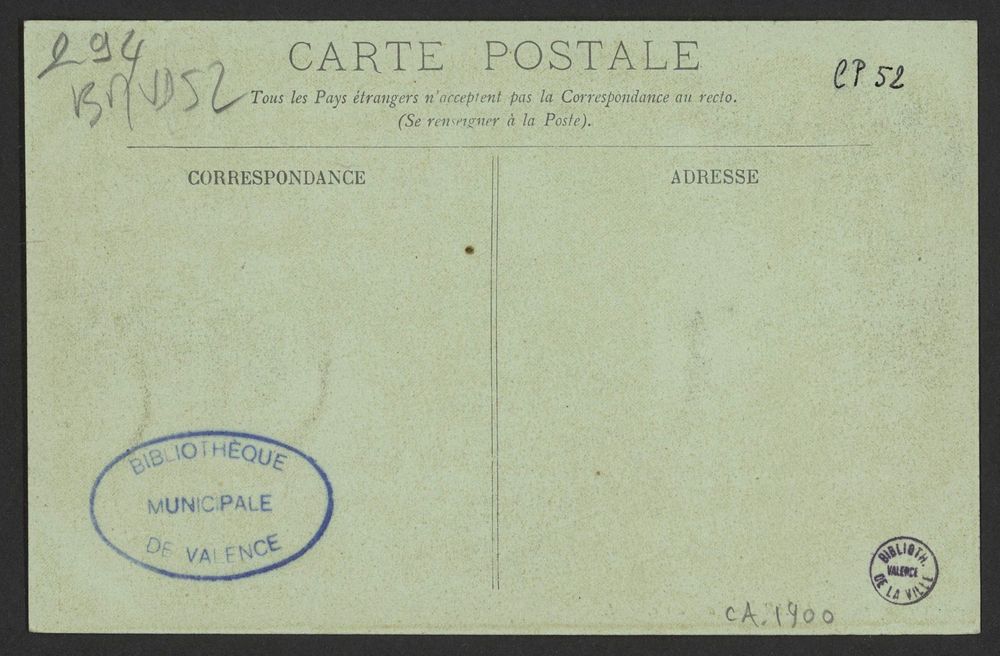 294
CARTE POSTALE
CP 52
Tous les Pays étrangers n'acceptent pas la Correspondance au recto.
(Se renseigner à la Poste).
CORRESPONDANCE
ADRESSE
BIBLIOTHÈQUE
MUNICIPALE
DE VALENCE
BIBLIOTH.
VALENCE
DE LA VILLE
CA. 1900